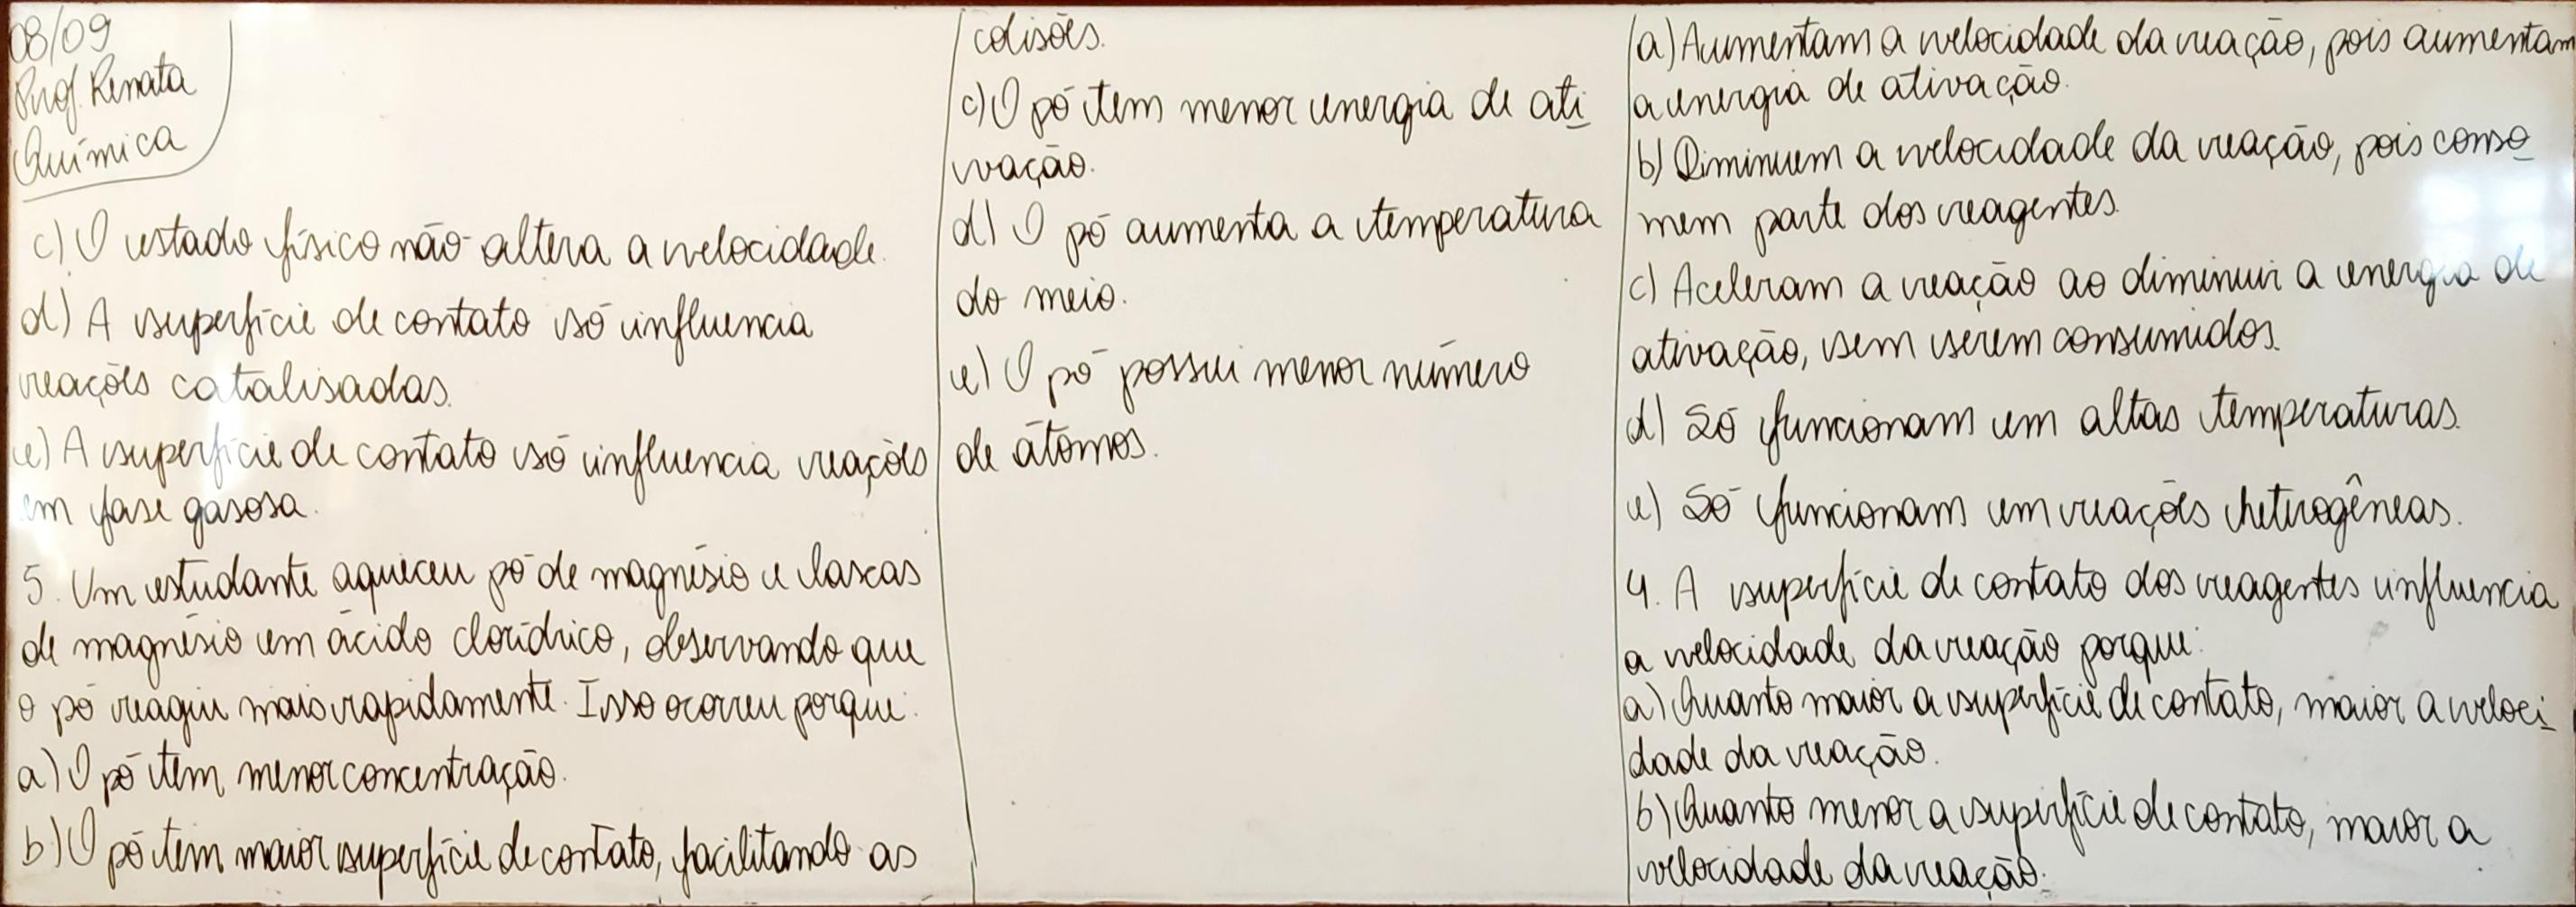 08/09
Prof. Renata
Química
c) O estado físico não altera a velocidade.
d) A superfície de contato só influencia
reações catalisadas.
e) A superfície de contato só influencia reações
em fase gasosa.
5. Um estudante aqueceu pó de magnésio e lascas
de magnésio em ácido clorídrico, observando que
o pó reagiu mais rapidamente. Isso ocorreu porque:
a) O pó tem menor concentração.
b) O pó tem maior superfície de contato, facilitando as
colisões.
c) O pó tem menor energia de ati
vação.
d) O pó aumenta a temperatura
do meio.
e) O pó possui menor número
de átomos.
a) Aumentam a velocidade da reação, pois aumentam
a energia de ativação.
b) Diminuem a velocidade da reação, pois conso
mem parte dos reagentes.
c) Aceleram a reação ao diminuir a energia de
ativação, sem serem consumidos.
d) Só funcionam em altas temperaturas.
e) Só funcionam em reações heterogêneas.
4. A superfície de contato dos reagentes influencia
a velocidade da reação porque:
a) Quanto maior a superfície de contato, maior a veloci
dade da reação.
b) Quanto menor a superfície de contato, maior a
velocidade da reação.